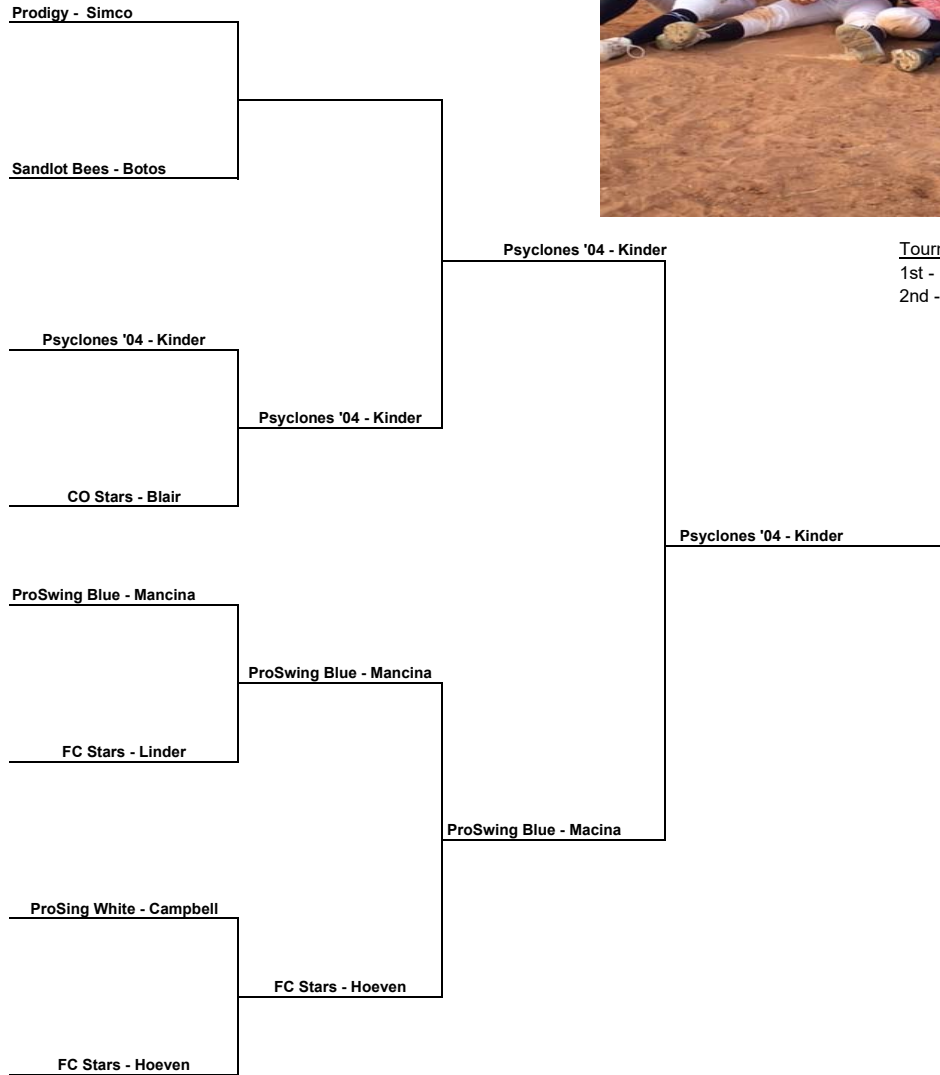 Prodigy -  Simco
Sandlot Bees - Botos
Psyclones '04 - Kinder
1st -
2nd -
Psyclones '04 - Kinder
Psyclones '04 - Kinder
CO Stars - Blair
Psyclones '04 - Kinder
ProSwing Blue - Mancina
ProSwing Blue - Mancina
FC Stars - Linder
ProSwing Blue - Macina
ProSing White - Campbell
FC Stars - Hoeven
FC Stars - Hoeven